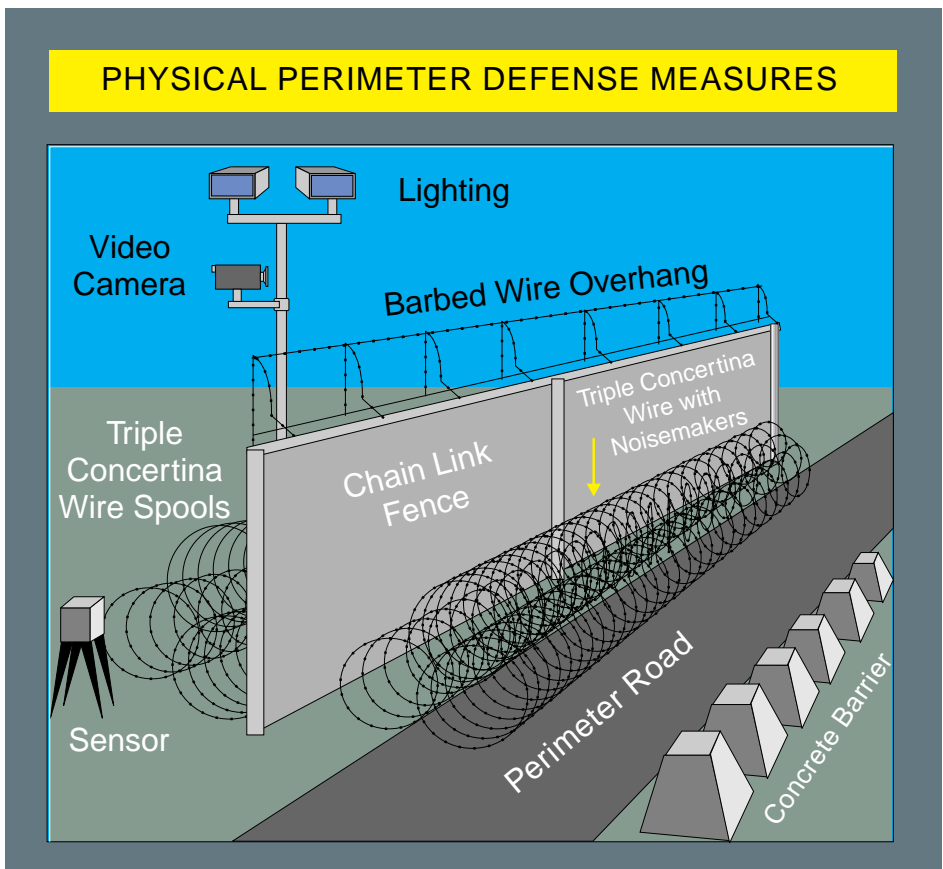 PHYSICAL PERIMETER DEFENSE MEASURES
Lighting
Video
Camera
Barbed Wire Overhang
Triple Concertina
Wire with
Noisemakers
Triple
Concertina
Wire Spools
Chain Link
Fence
Sensor
Perimeter Road
Concrete Barrier